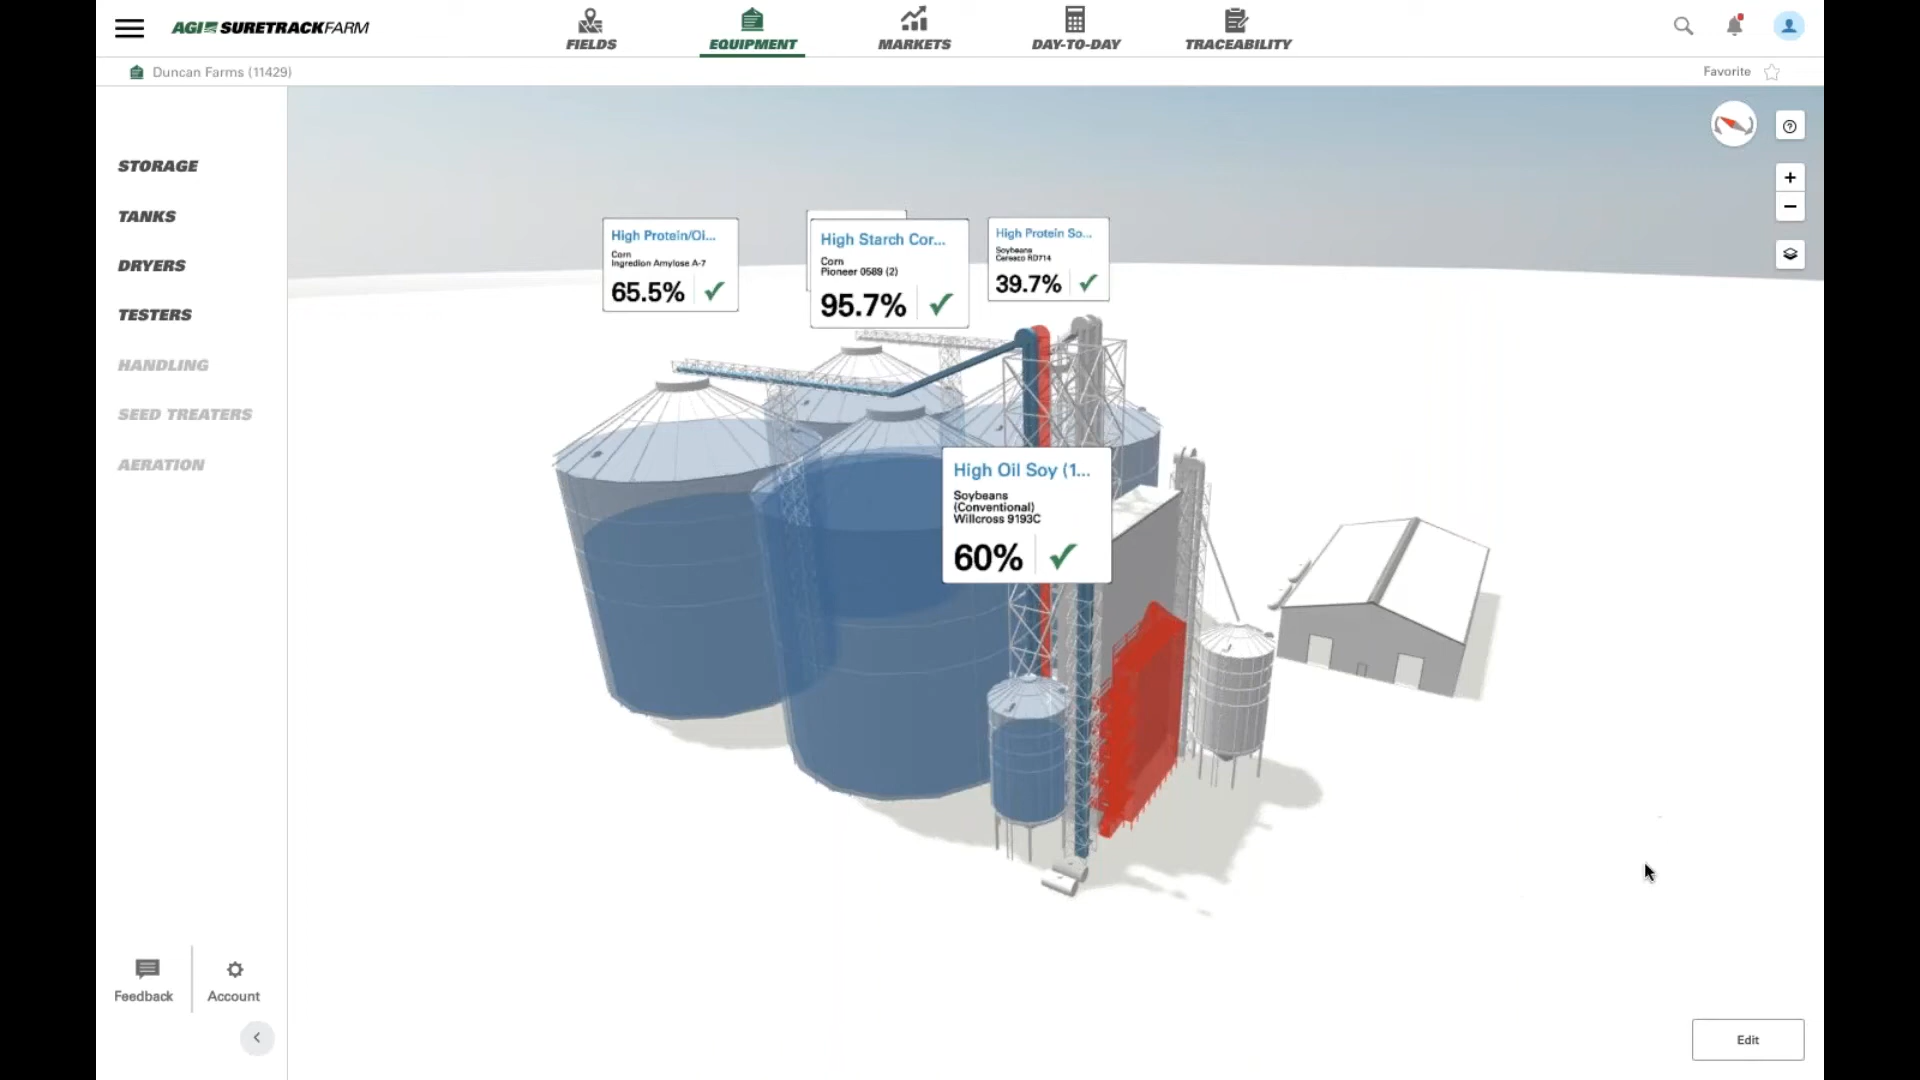 AGI SURETRACKFARM
FIELDS
EQUIPMENT
MARKETS
DAY-TO-DAY
TRACEABILITY
Duncan Farms (11429)
Favorite
STORAGE
TANKS
DRYERS
TESTERS
HANDLING
SEED TREATERS
AERATION
High Protein/Oi...
Corn
Ingredion Amylose A-7
65.5%
High Starch Cor...
Corn
Pioneer 0589 (2)
95.7%
High Protein So...
Soybeans
Ceresco RD714
39.7%
High Oil Soy (1...
Soybeans
(Conventional)
Willcross 9193C
60%
Feedback
Account
Edit